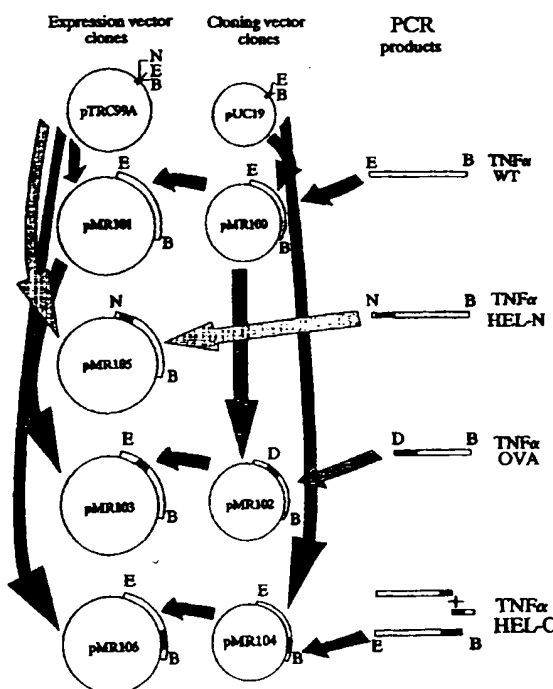 Expression vector
clones
Cloning vector
clones
PCR
products
N
E
B
pTRC99A
E
B
pUC19
E
B
pMR101
E
B
pMR100
E
B
TNFα
WT
N
B
pMR105
N
B
TNFα
HEL-N
E
B
pMR103
D
B
pMR102
D
B
TNFα
OVA
E
B
pMR106
E
B
pMR104
+
E
B
TNFα
HEL-C